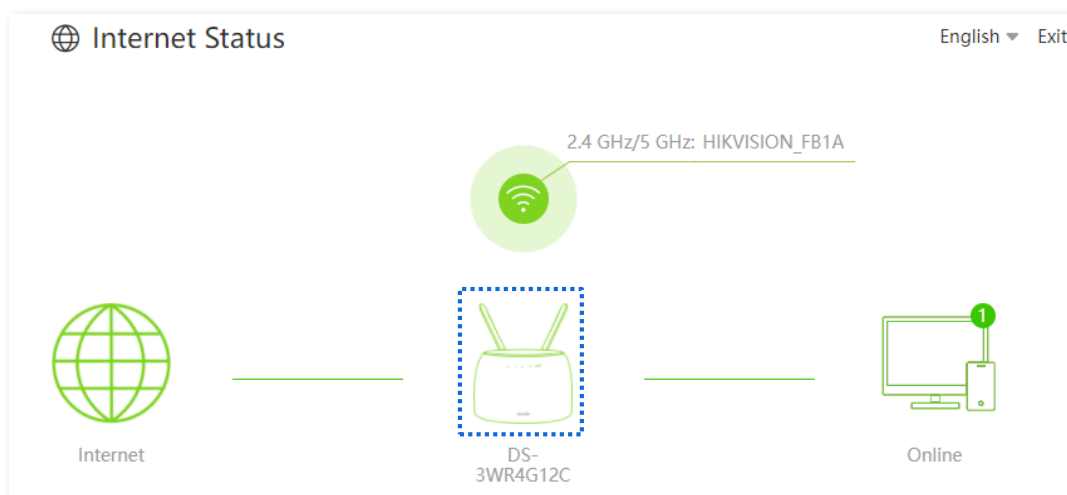 Internet Status
English
Exit
2.4 GHz/5 GHz: HIKVISION_FB1A
1
Internet
DS-
3WR4G12C
Online